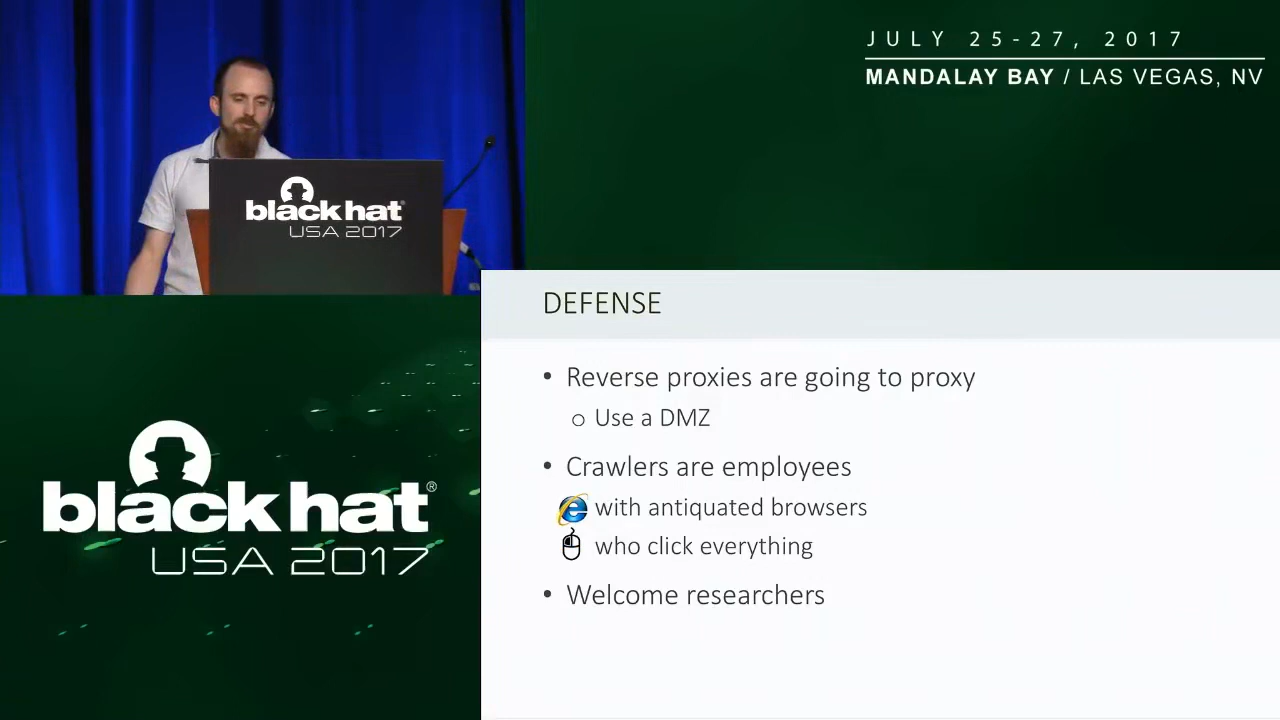 JULY 25-27, 2017
MANDALAY BAY / LAS VEGAS, NV
black hat®
USA 2017
DEFENSE
• Reverse proxies are going to proxy
o Use a DMZ
• Crawlers are employees
with antiquated browsers
who click everything
• Welcome researchers
black hat®
USA 2017